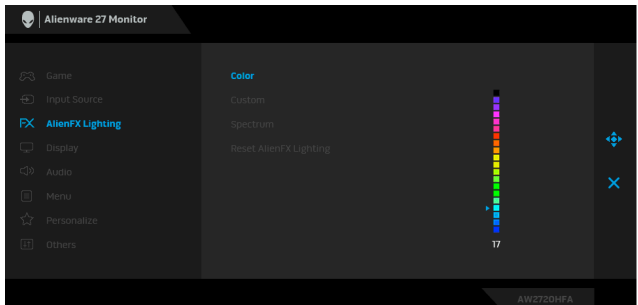 Alienware 27 Monitor
Game
Input Source
FX AlienFX Lighting
Display
Audio
Menu
Personalize
Others
Color
Custom
Spectrum
Reset AlienFX Lighting
17
AW2720HFA